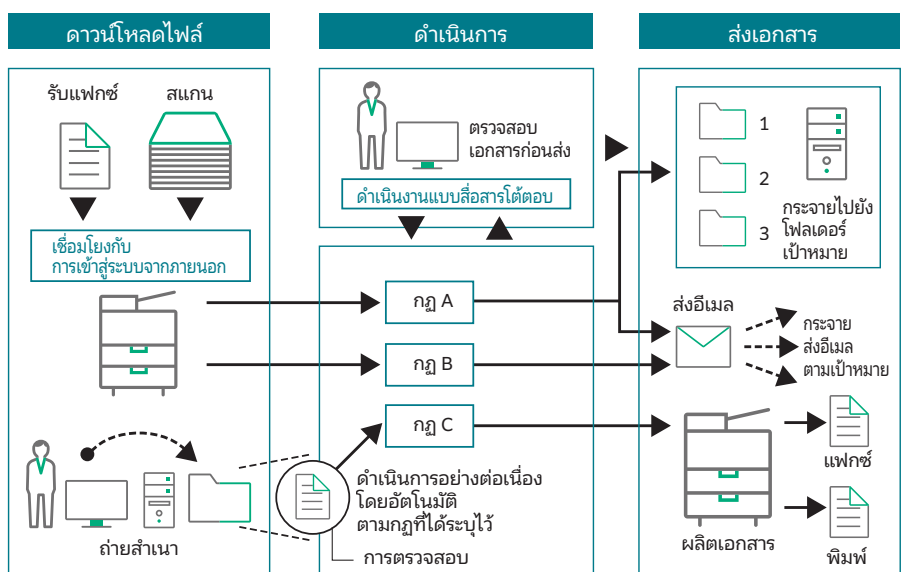 ดาวน์โหลดไฟล์
รับแฟกซ์
สแกน
เชื่อมโยงกับ
การเข้าสู่ระบบจากภายนอก
ถ่ายสำเนา
ดำเนินการ
ตรวจสอบ
เอกสารก่อนส่ง
ดำเนินงานแบบสื่อสารโต้ตอบ
กฏ A
กฏ B
กฏ C
ดำเนินการอย่างต่อเนื่อง
โดยอัตโนมัติ
ตามกฏที่ได้ระบุไว้
การตรวจสอบ
ส่งเอกสาร
1
2
3
กระจายไปยัง
โฟลเดอร์
เป้าหมาย
ส่งอีเมล
กระจาย
ส่งอีเมล
ตามเป้าหมาย
แฟกซ์
ผลิตเอกสาร
พิมพ์